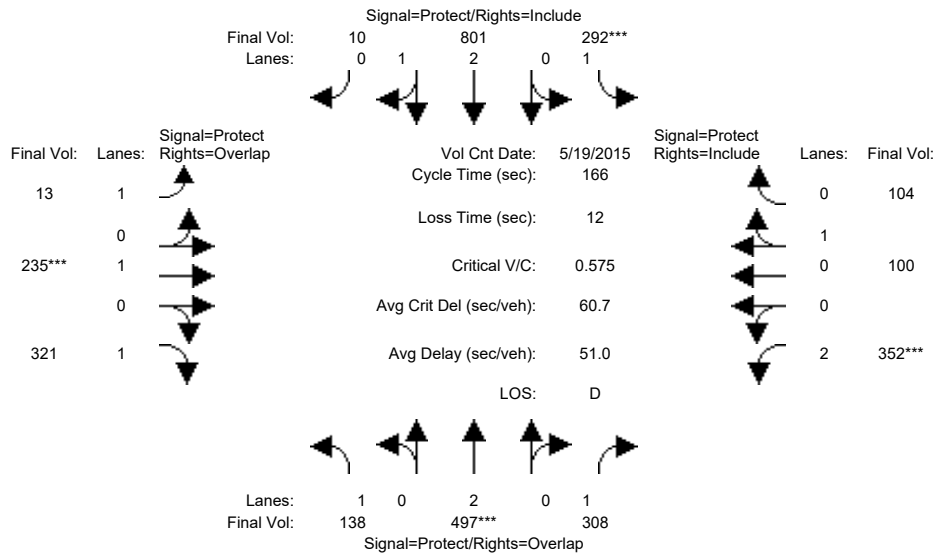 Signal=Protect/Rights=Include
Final Vol: 10 801 292***
Lanes: 0 1 2 0 1
Signal=Protect
Final Vol: Lanes: Rights=Overlap
Vol Cnt Date: 5/19/2015
Signal=Protect
Rights=Include Lanes: Final Vol:
Cycle Time (sec): 166
13 1
0 104
Loss Time (sec): 12
0
1
235*** 1
Critical V/C: 0.575
0 100
0
Avg Crit Del (sec/veh): 60.7
0
321 1
Avg Delay (sec/veh): 51.0
2 352***
LOS: D
Lanes: 1 0 2 0 1
Final Vol: 138 497*** 308
Signal=Protect/Rights=Overlap